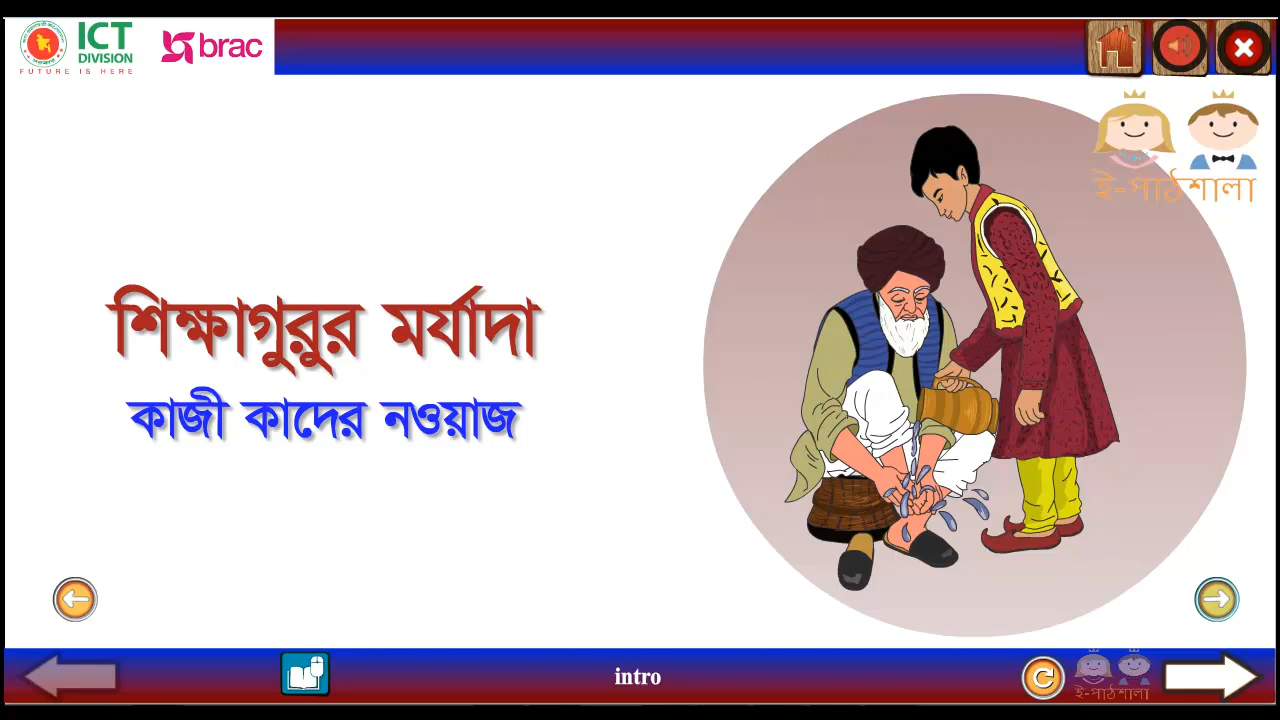 ICT
DIVISION
FUTURE IS HERE
brac
ই-পাঠশালা
শিক্ষাগুরুর মর্যাদা
কাজী কাদের নওয়াজ
intro
ই-পাঠশালা